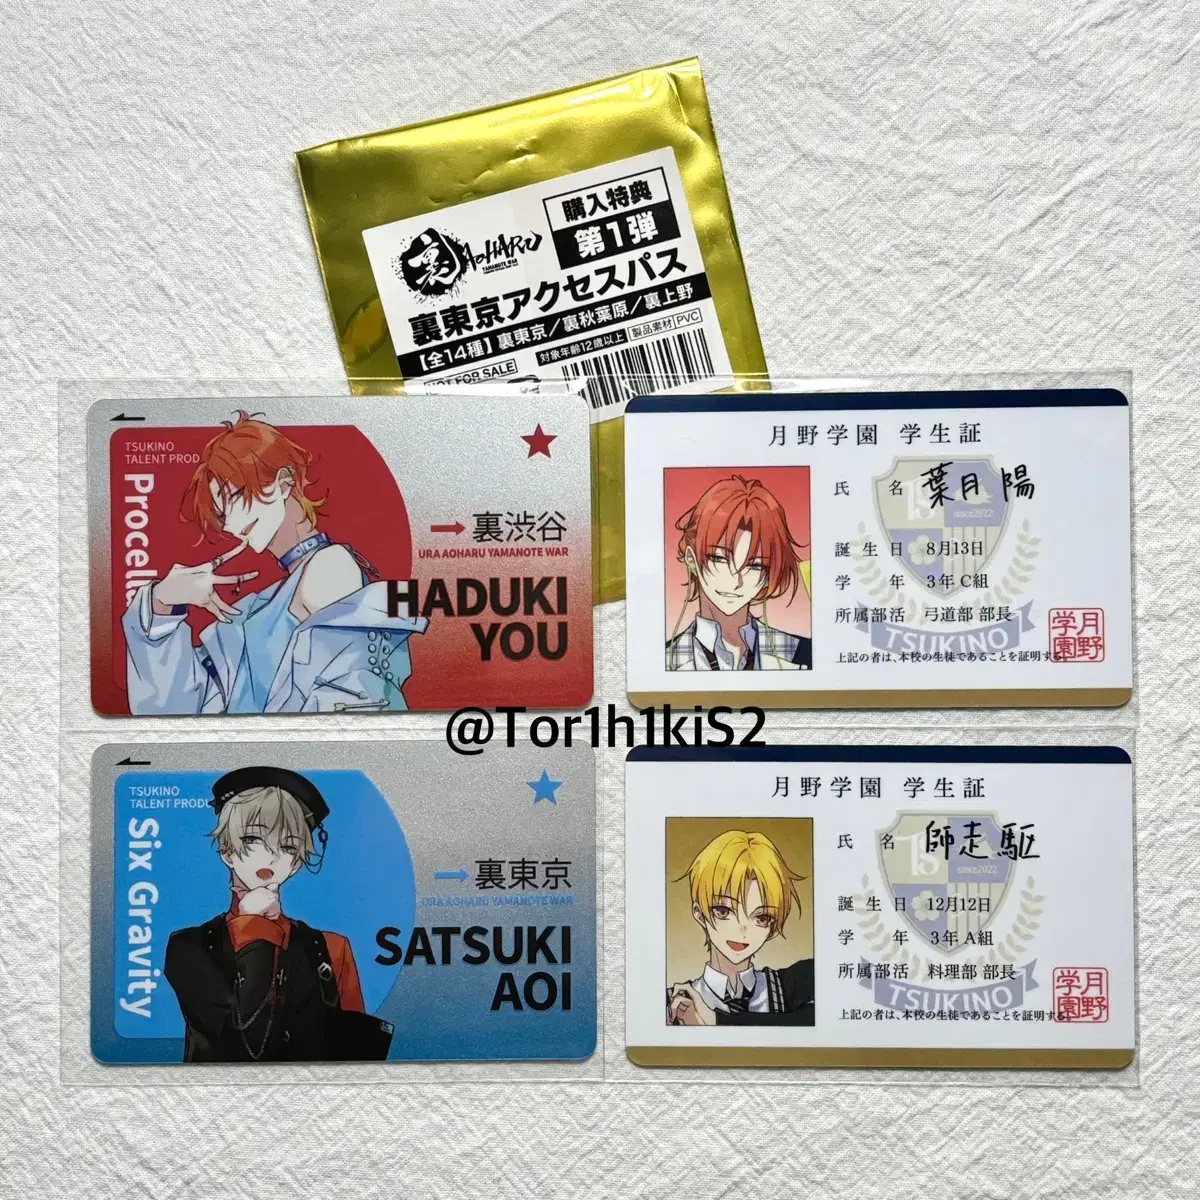 裏
AOHARU
YAMANOTE WAR
購入特典
第1弾
裏東京アクセスパス
【全14種】裏東京/裏秋葉原/裏上野
対象年齢12歳以上 製品素材 PVC
NOT FOR SALE
TSUKINO
TALENT PROD.
Procell
→裏渋谷
URA AOHARU YAMANOTE WAR
HADUKI
YOU
月野学園 学生証
氏名 葉月 陽
since2022
誕生日 8月13日
学年 3年 C組
所属部活 弓道部 部長
TSUKINO
上記の者は、本校の生徒であることを証明する。
月野学園
@Tor1h1kiS2
TSUKINO
TALENT PRODU
Six Gravity
→裏東京
URA AOHARU YAMANOTE WAR
SATSUKI
AOI
月野学園 学生証
氏名 師走 駆
since2022
誕生日 12月12日
学年 3年 A組
所属部活 料理部 部長
TSUKINO
上記の者は、本校の生徒であることを証明する。
月野学園